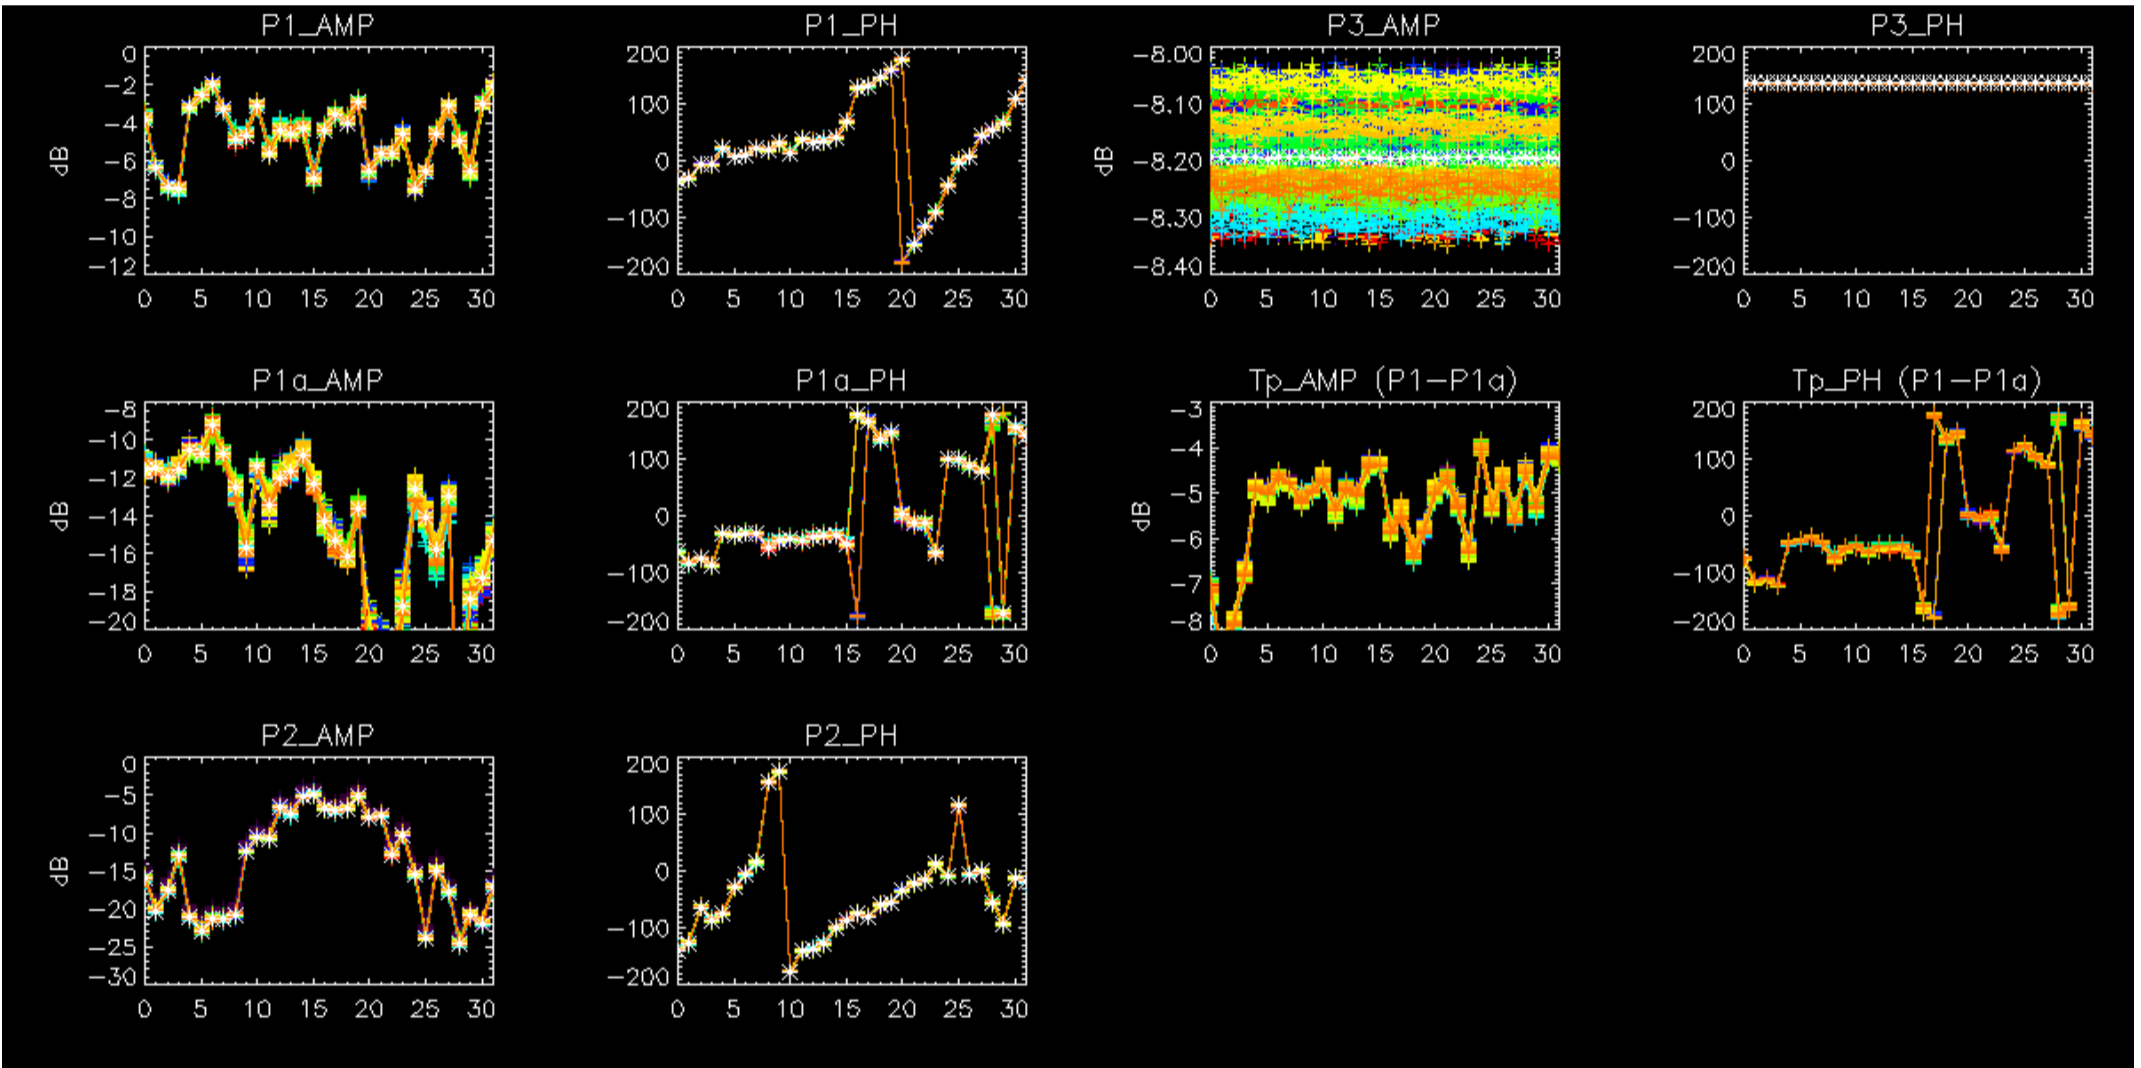 P1_AMP
P1_PH
P3_AMP
P3_PH
0
-2
-4
-6
-8
-10
-12
dB
0 5 10 15 20 25 30
200
100
0
-100
-200
0 5 10 15 20 25 30
-8.00
-8.10
-8.20
-8.30
-8.40
dB
0 5 10 15 20 25 30
200
100
0
-100
-200
0 5 10 15 20 25 30
P1a_AMP
P1a_PH
Tp_AMP (P1-P1a)
Tp_PH (P1-P1a)
-8
-10
-12
-14
-16
-18
-20
dB
0 5 10 15 20 25 30
200
100
0
-100
-200
0 5 10 15 20 25 30
-3
-4
-5
-6
-7
-8
dB
0 5 10 15 20 25 30
200
100
0
-100
-200
0 5 10 15 20 25 30
P2_AMP
P2_PH
0
-5
-10
-15
-20
-25
-30
dB
0 5 10 15 20 25 30
200
100
0
-100
-200
0 5 10 15 20 25 30